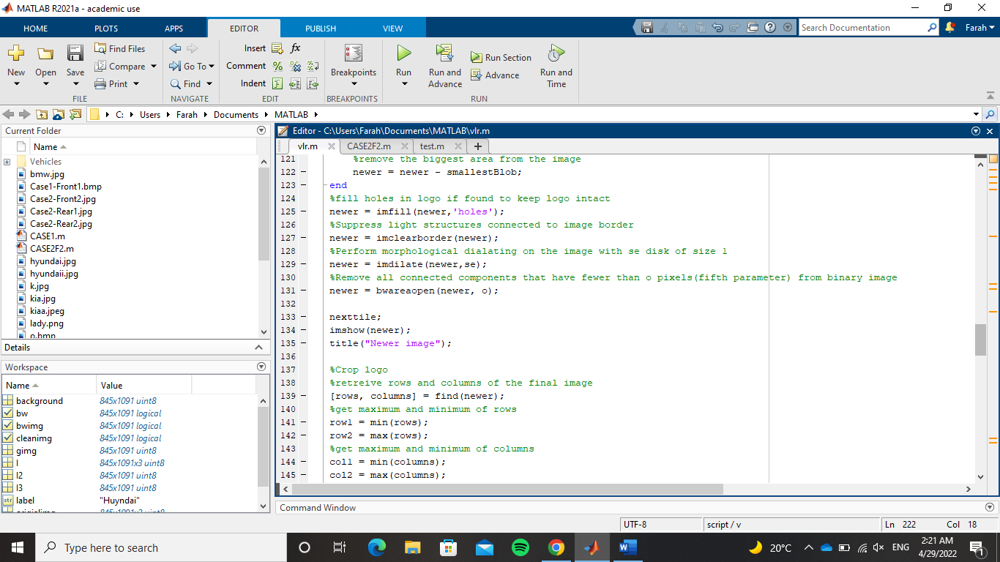 MATLAB R2021a - academic use
HOME PLOTS APPS EDITOR PUBLISH VIEW Search Documentation Farah
New Open Save Find Files Compare Print
FILE
Go To Find
NAVIGATE
Insert fx
Comment
Indent
EDIT
Breakpoints
BREAKPOINTS
Run Run and Advance Run Section Advance Run and Time
RUN
C: Users Farah Documents MATLAB
Current Folder
Name
Vehicles
bmw.jpg
Case1-Front1.bmp
Case2-Front2.jpg
Case2-Rear1.jpg
Case2-Rear2.jpg
CASE1.m
CASE2F2.m
hyundai.jpg
hyundaii.jpg
k.jpg
kia.jpg
kiaa.jpeg
lady.png
o.bmp
Details
Workspace
Name Value
background 845x1091 uint8
bw 845x1091 logical
bwimg 845x1091 logical
cleanimg 845x1091 logical
gimg 845x1091 uint8
I 845x1091x3 uint8
I2 845x1091 uint8
I3 845x1091 uint8
label "Huyndai"
Editor - C:\Users\Farah\Documents\MATLAB\vlr.m
vlr.m CASE2F2.m test.m
121 %remove the biggest area from the image
122 newer = newer - smallestBlob;
123 end
124 %fill holes in logo if found to keep logo intact
125 newer = imfill(newer,'holes');
126 %Suppress light structures connected to image border
127 newer = imclearborder(newer);
128 %Perform morphological dialating on the image with se disk of size 1
129 newer = imdilate(newer,se);
130 %Remove all connected components that have fewer than o pixels(fifth parameter) from binary image
131 newer = bwareaopen(newer, o);
132
133 nexttile;
134 imshow(newer);
135 title("Newer image");
136
137 %Crop logo
138 %retreive rows and columns of the final image
139 [rows, columns] = find(newer);
140 %get maximum and minimum of rows
141 row1 = min(rows);
142 row2 = max(rows);
143 %get maximum and minimum of columns
144 col1 = min(columns);
145 col2 = max(columns);
Command Window
UTF-8 script / v Ln 222 Col 18
Type here to search
20°C ENG 2:21 AM
4/29/2022
1